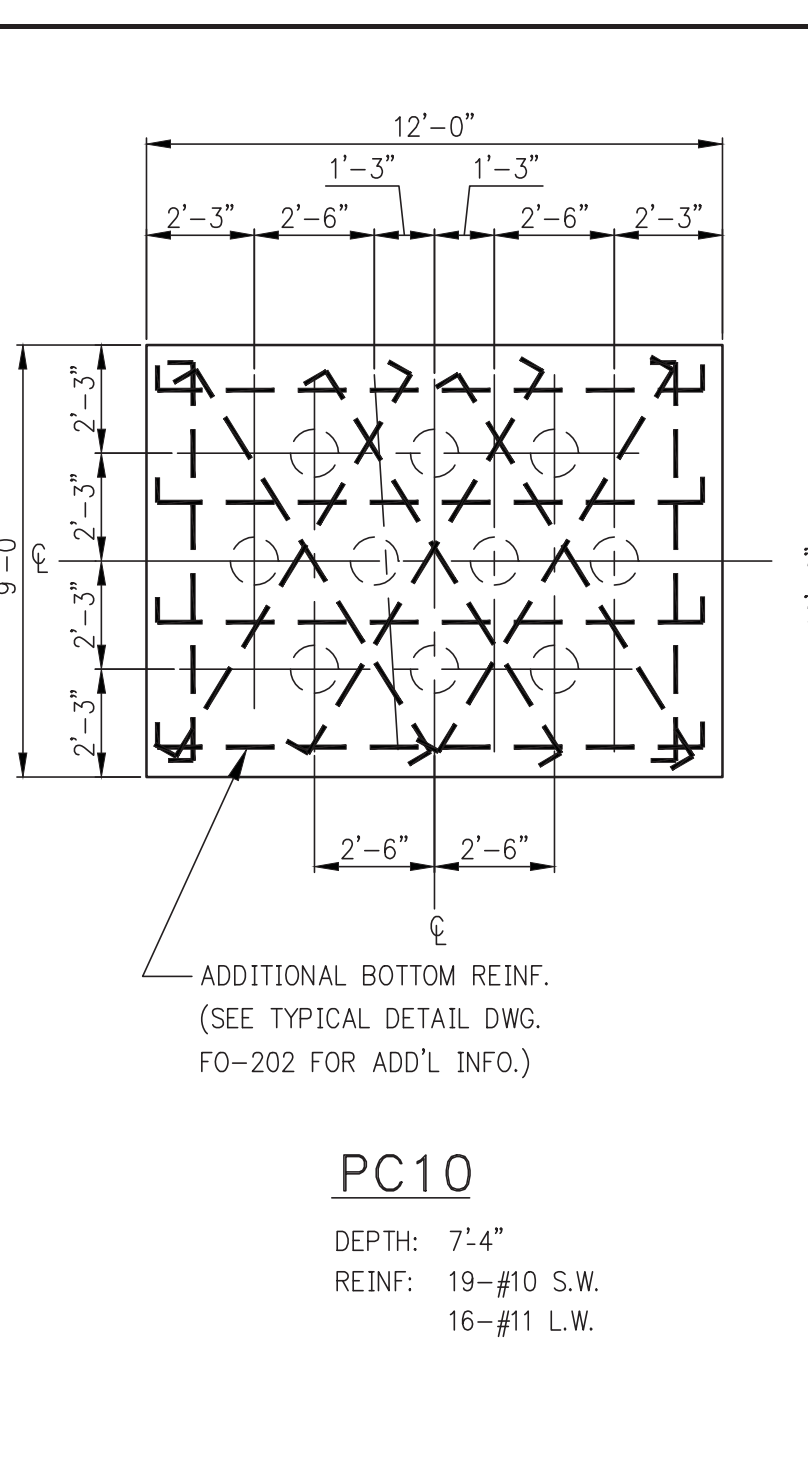 12'-0"
1'-3" 1'-3"
2'-3" 2'-6" 2'-6" 2'-3"
2'-3"
2'-3"
℄
2'-3"
2'-3"
2'-6" 2'-6"
℄
ADDITIONAL BOTTOM REINF.
(SEE TYPICAL DETAIL DWG.
FO-202 FOR ADD'L INFO.)
PC10
DEPTH: 7'-4"
REINF: 19-#10 S.W.
16-#11 L.W.